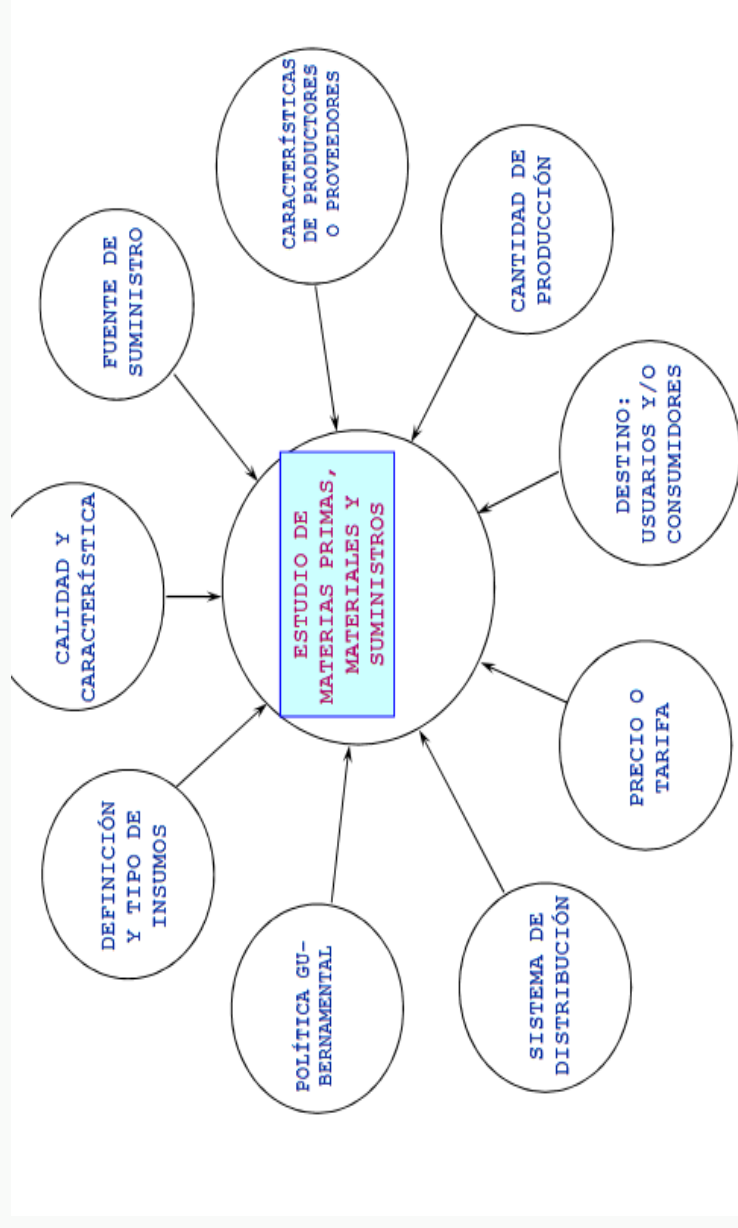 CALIDAD Y
CARACTERÍSTICA
DEFINICIÓN
Y TIPO DE
INSUMOS
FUENTE DE
SUMINISTRO
POLÍTICA GU-
BERNAMENTAL
ESTUDIO DE
MATERIAS PRIMAS,
MATERIALES Y
SUMINISTROS
CARACTERÍSTICAS
DE PRODUCTORES
O PROVEEDORES
SISTEMA DE
DISTRIBUCIÓN
CANTIDAD DE
PRODUCCIÓN
PRECIO O
TARIFA
DESTINO:
USUARIOS Y/O
CONSUMIDORES